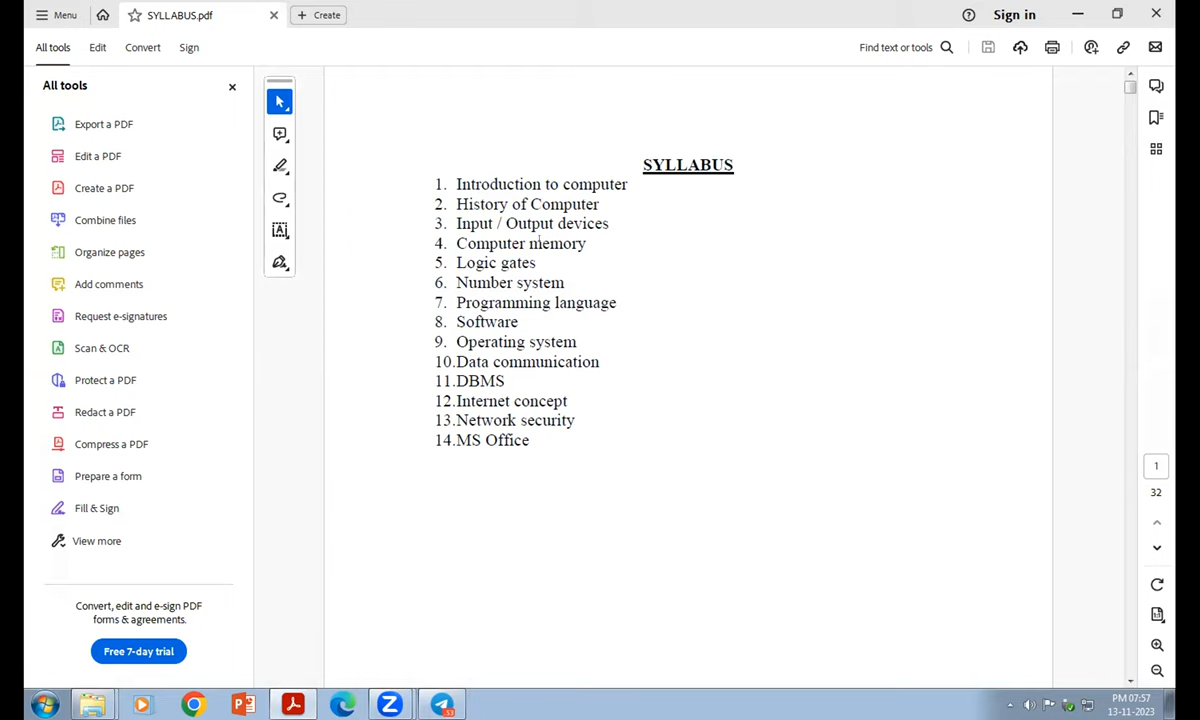 Menu
SYLLABUS.pdf
Create
Sign in
All tools
Edit
Convert
Sign
Find text or tools
All tools
Export a PDF
Edit a PDF
Create a PDF
Combine files
Organize pages
Add comments
Request e-signatures
Scan & OCR
Protect a PDF
Redact a PDF
Compress a PDF
Prepare a form
Fill & Sign
View more
Convert, edit and e-sign PDF
forms & agreements.
Free 7-day trial
SYLLABUS
1. Introduction to computer
2. History of Computer
3. Input / Output devices
4. Computer memory
5. Logic gates
6. Number system
7. Programming language
8. Software
9. Operating system
10.Data communication
11.DBMS
12.Internet concept
13.Network security
14.MS Office
1
32
PM 07:57
13-11-2023